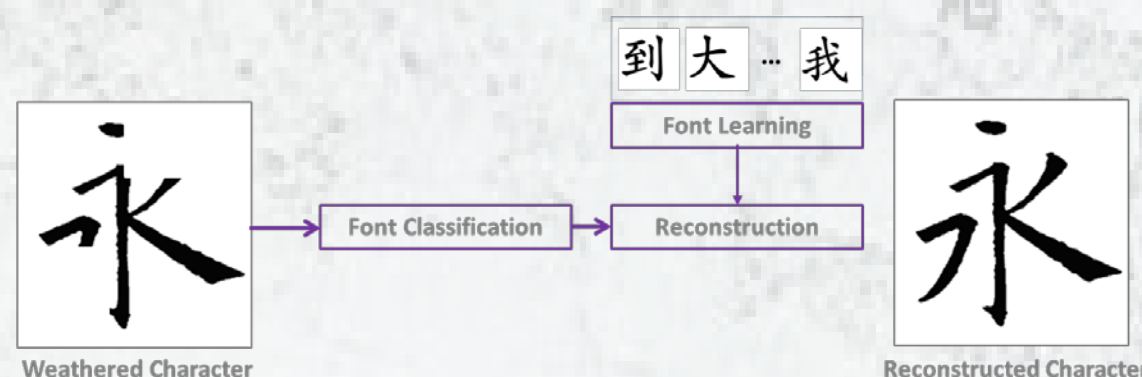 到 大 ... 我
Font Learning
永
Font Classification
Reconstruction
永
Weathered Character
Reconstructed Character